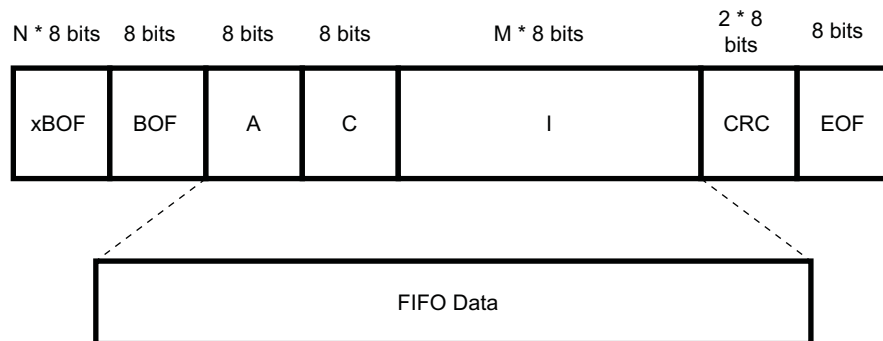 N * 8 bits 8 bits 8 bits 8 bits M * 8 bits 2 * 8 bits 8 bits
xBOF BOF A C I CRC EOF
FIFO Data